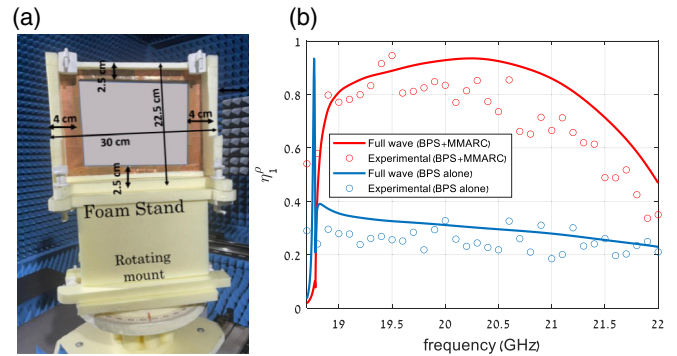 (a)
2.5 cm
4 cm
4 cm
22.5 cm
30 cm
2.5 cm
Foam Stand
Rotating
mount
(b)
1
0.8
0.6
0.4
0.2
0
η₁ᵖ
Full wave (BPS+MMARC)
Experimental (BPS+MMARC)
Full wave (BPS alone)
Experimental (BPS alone)
19
19.5
20
20.5
21
21.5
22
frequency (GHz)